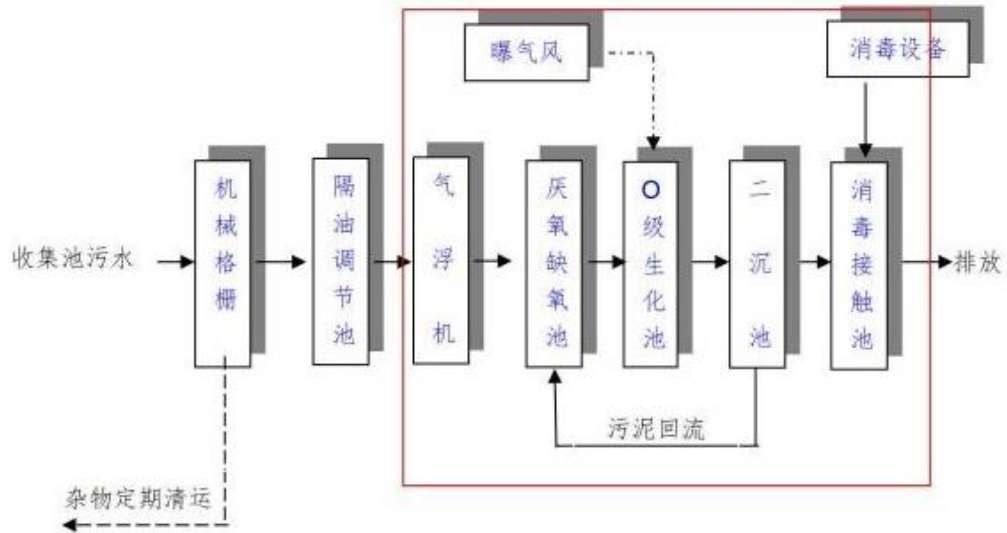 曝气风
消毒设备
收集池污水
机械格栅
隔油调节池
气浮机
厌氧缺氧池
O级生化池
二沉池
消毒接触池
排放
污泥回流
杂物定期清运